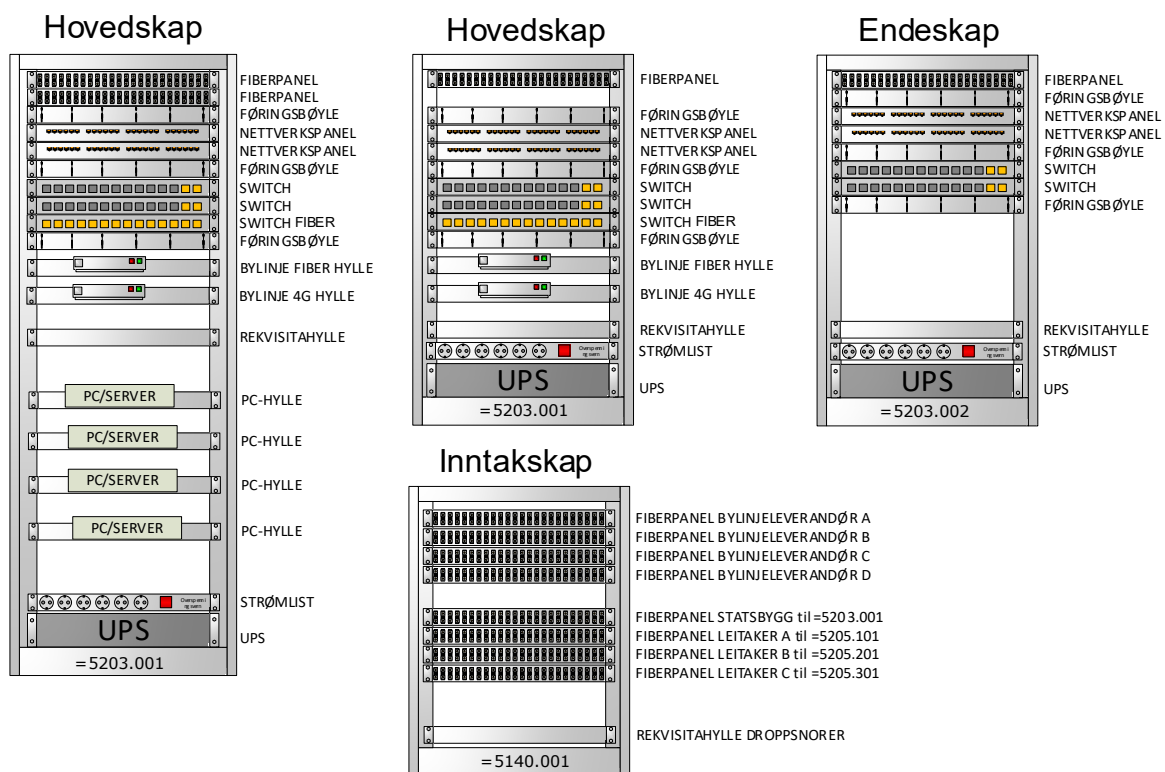 Hovedskap
FIBERPANEL
FIBERPANEL
FØRINGSBØYLE
NETTVERKSPANEL
NETTVERKSPANEL
FØRINGSBØYLE
SWITCH
SWITCH
SWITCH FIBER
FØRINGSBØYLE
BYLINJE FIBER HYLLE
BYLINJE 4G HYLLE
REKVISITAHYLLE
PC/SERVER
PC-HYLLE
PC/SERVER
PC-HYLLE
PC/SERVER
PC-HYLLE
PC/SERVER
PC-HYLLE
STRØMLIST
UPS
UPS
=5203.001
Hovedskap
FIBERPANEL
FØRINGSBØYLE
NETTVERKSPANEL
NETTVERKSPANEL
FØRINGSBØYLE
SWITCH
SWITCH
SWITCH FIBER
FØRINGSBØYLE
BYLINJE FIBER HYLLE
BYLINJE 4G HYLLE
REKVISITAHYLLE
STRØMLIST
UPS
UPS
=5203.001
Endeskap
FIBERPANEL
FØRINGSBØYLE
NETTVERKSPANEL
NETTVERKSPANEL
FØRINGSBØYLE
SWITCH
SWITCH
FØRINGSBØYLE
REKVISITAHYLLE
STRØMLIST
UPS
UPS
=5203.002
Inntakskap
FIBERPANEL BYLINJELEVERANDØR A
FIBERPANEL BYLINJELEVERANDØR B
FIBERPANEL BYLINJELEVERANDØR C
FIBERPANEL BYLINJELEVERANDØR D
FIBERPANEL STATSBYGG til =5203.001
FIBERPANEL LEITAKER A til =5205.101
FIBERPANEL LEITAKER B til =5205.201
FIBERPANEL LEITAKER C til =5205.301
REKVISITAHYLLE DROPPSNORER
=5140.001